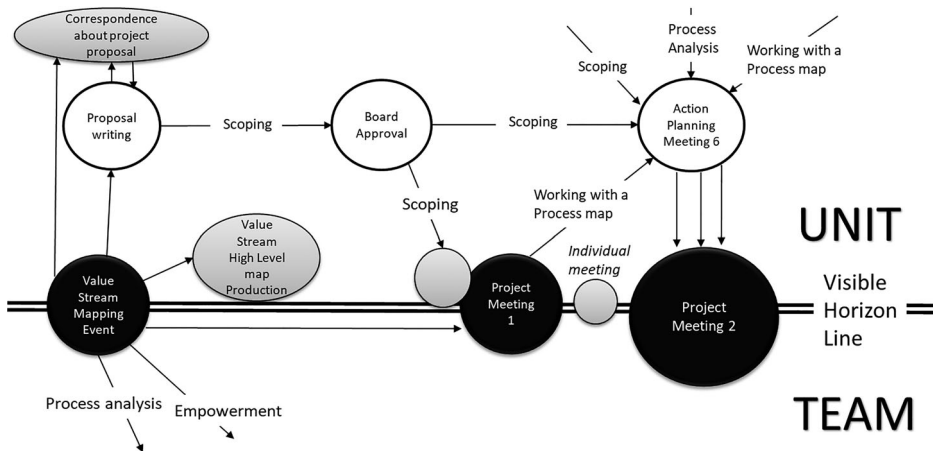 Correspondence
about project
proposal
Process
Analysis
Working with a
Process map
Scoping
Proposal
writing
Scoping
Board
Approval
Scoping
Action
Planning
Meeting 6
Working with a
Process map
Scoping
Value
Stream
High Level
map
Production
UNIT
Individual
meeting
Value
Stream
Mapping
Event
Project
Meeting
1
Project
Meeting 2
Visible
Horizon
Line
Process analysis
Empowerment
TEAM